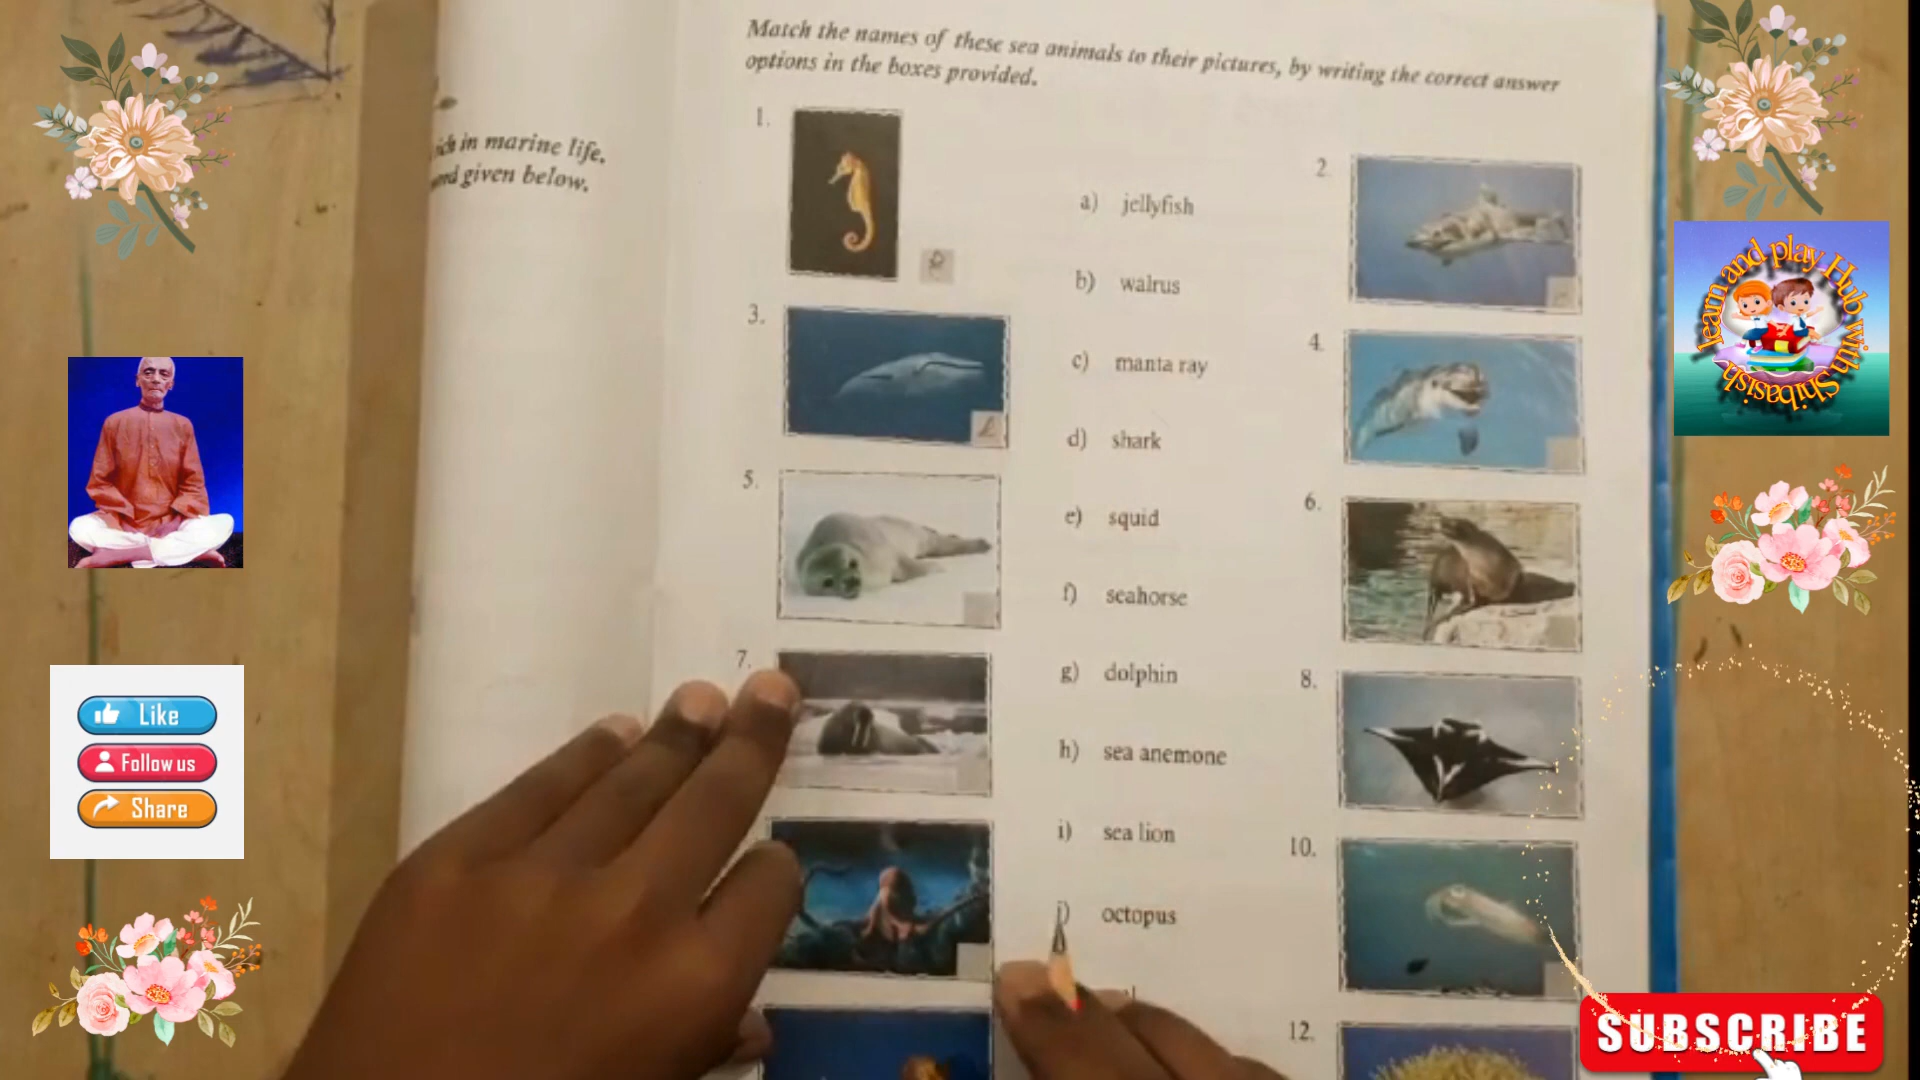 Match the names of these sea animals to their pictures, by writing the correct answer
options in the boxes provided.
in marine life.
given below.
1.
2.
a) jellyfish
b) walrus
3.
4.
c) manta ray
d) shark
5.
6.
e) squid
f) seahorse
7.
8.
g) dolphin
h) sea anemone
i) sea lion
10.
j) octopus
12.
learn and play Hub with Shibasish
Like
Follow us
Share
SUBSCRIBE